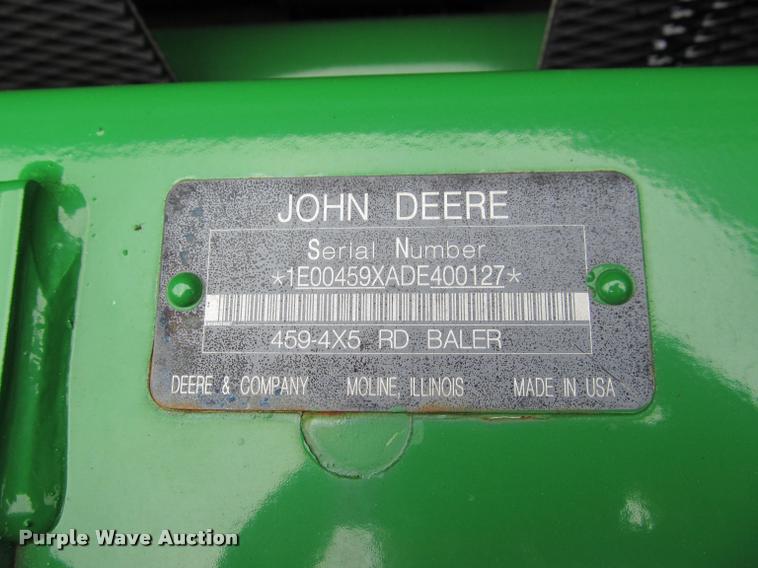 JOHN DEERE
Serial Number
*1E00459XADE400127*
459-4X5 RD BALER
DEERE & COMPANY MOLINE, ILLINOIS MADE IN USA
Purple Wave Auction